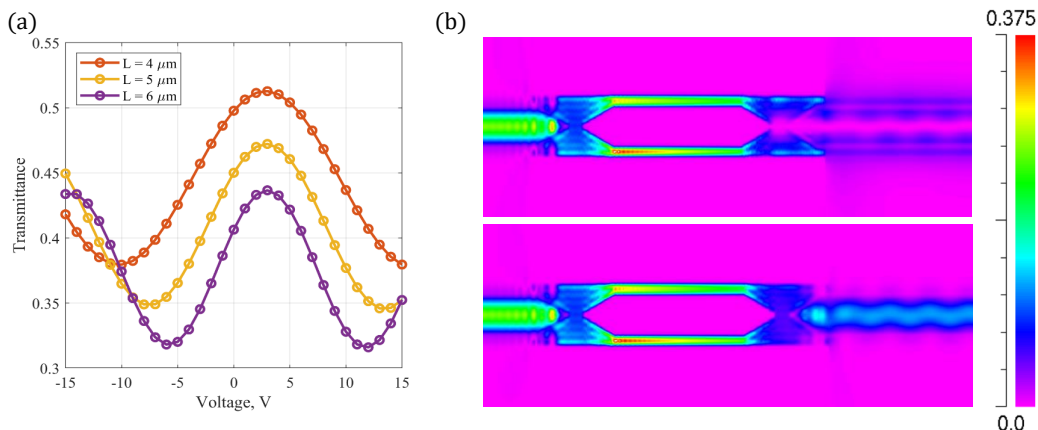 (a)
0.55
0.5
0.45
0.4
0.35
0.3
Transmittance
L = 4 μm
L = 5 μm
L = 6 μm
-15 -10 -5 0 5 10 15
Voltage, V
(b)
0.375
0.0